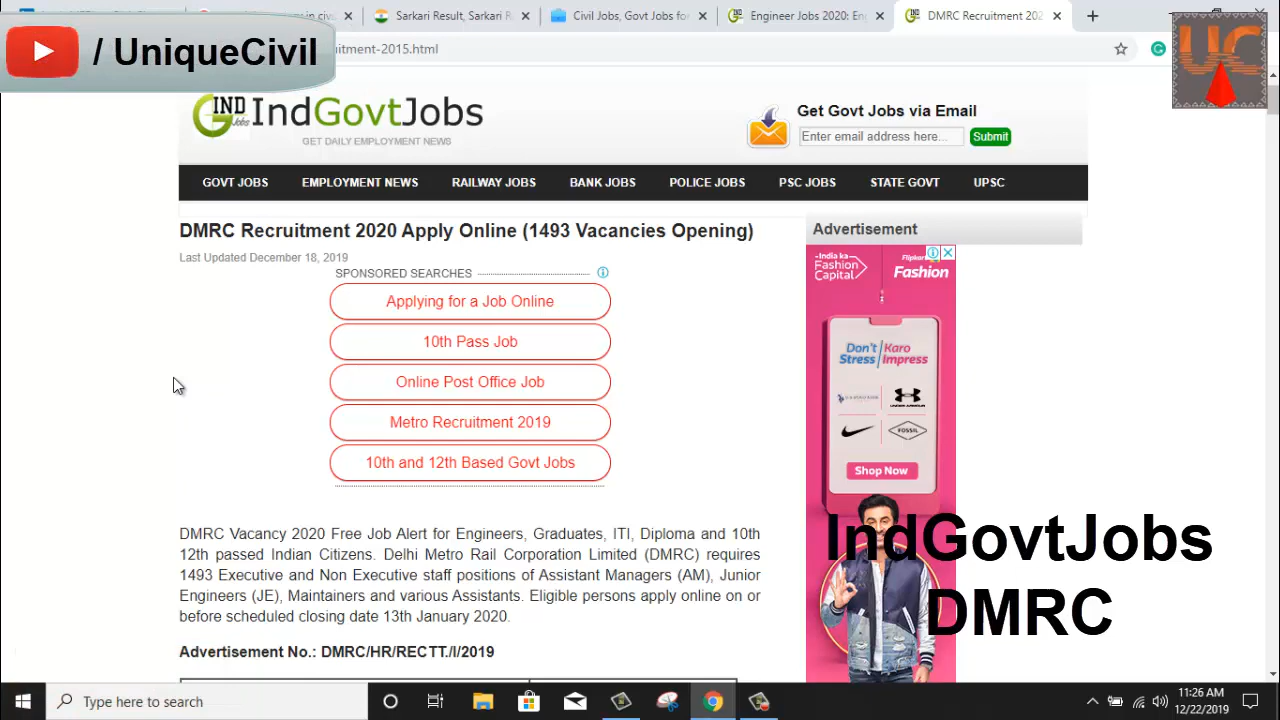 Sarkari Result, Sarkari R
Civil Jobs, Govt Jobs for
Engineer Jobs 2020: En
DMRC Recruitment 202
/ UniqueCivil
itment-2015.html
UC
IND
Jobs
IndGovtJobs
GET DAILY EMPLOYMENT NEWS
Get Govt Jobs via Email
Enter email address here...
Submit
GOVT JOBS
EMPLOYMENT NEWS
RAILWAY JOBS
BANK JOBS
POLICE JOBS
PSC JOBS
STATE GOVT
UPSC
DMRC Recruitment 2020 Apply Online (1493 Vacancies Opening)
Last Updated December 18, 2019
SPONSORED SEARCHES
Applying for a Job Online
10th Pass Job
Online Post Office Job
Metro Recruitment 2019
10th and 12th Based Govt Jobs
DMRC Vacancy 2020 Free Job Alert for Engineers, Graduates, ITI, Diploma and 10th
12th passed Indian Citizens. Delhi Metro Rail Corporation Limited (DMRC) requires
1493 Executive and Non Executive staff positions of Assistant Managers (AM), Junior
Engineers (JE), Maintainers and various Assistants. Eligible persons apply online on or
before scheduled closing date 13th January 2020.
Advertisement No.: DMRC/HR/RECTT./I/2019
Advertisement
India ka
Fashion
Capital
Flipkart
Fashion
Don't
Stress
Karo
Impress
UNDER ARMOUR
FOSSIL
Shop Now
IndGovtJobs
DMRC
Type here to search
11:26 AM
12/22/2019